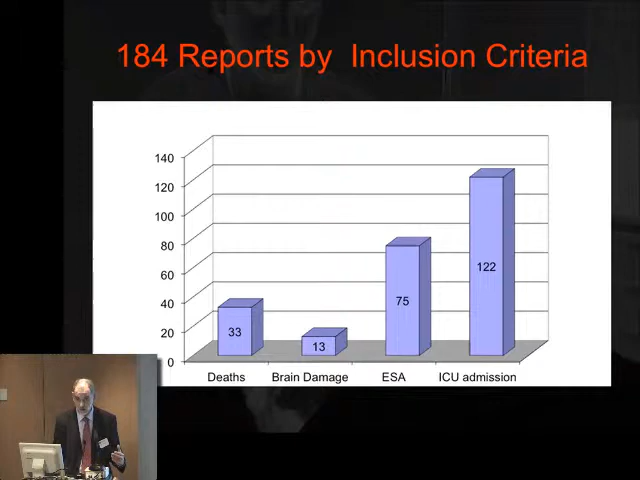 184 Reports by Inclusion Criteria
140
120
100
80
60
40
20
0
33
13
75
122
Deaths
Brain Damage
ESA
ICU admission